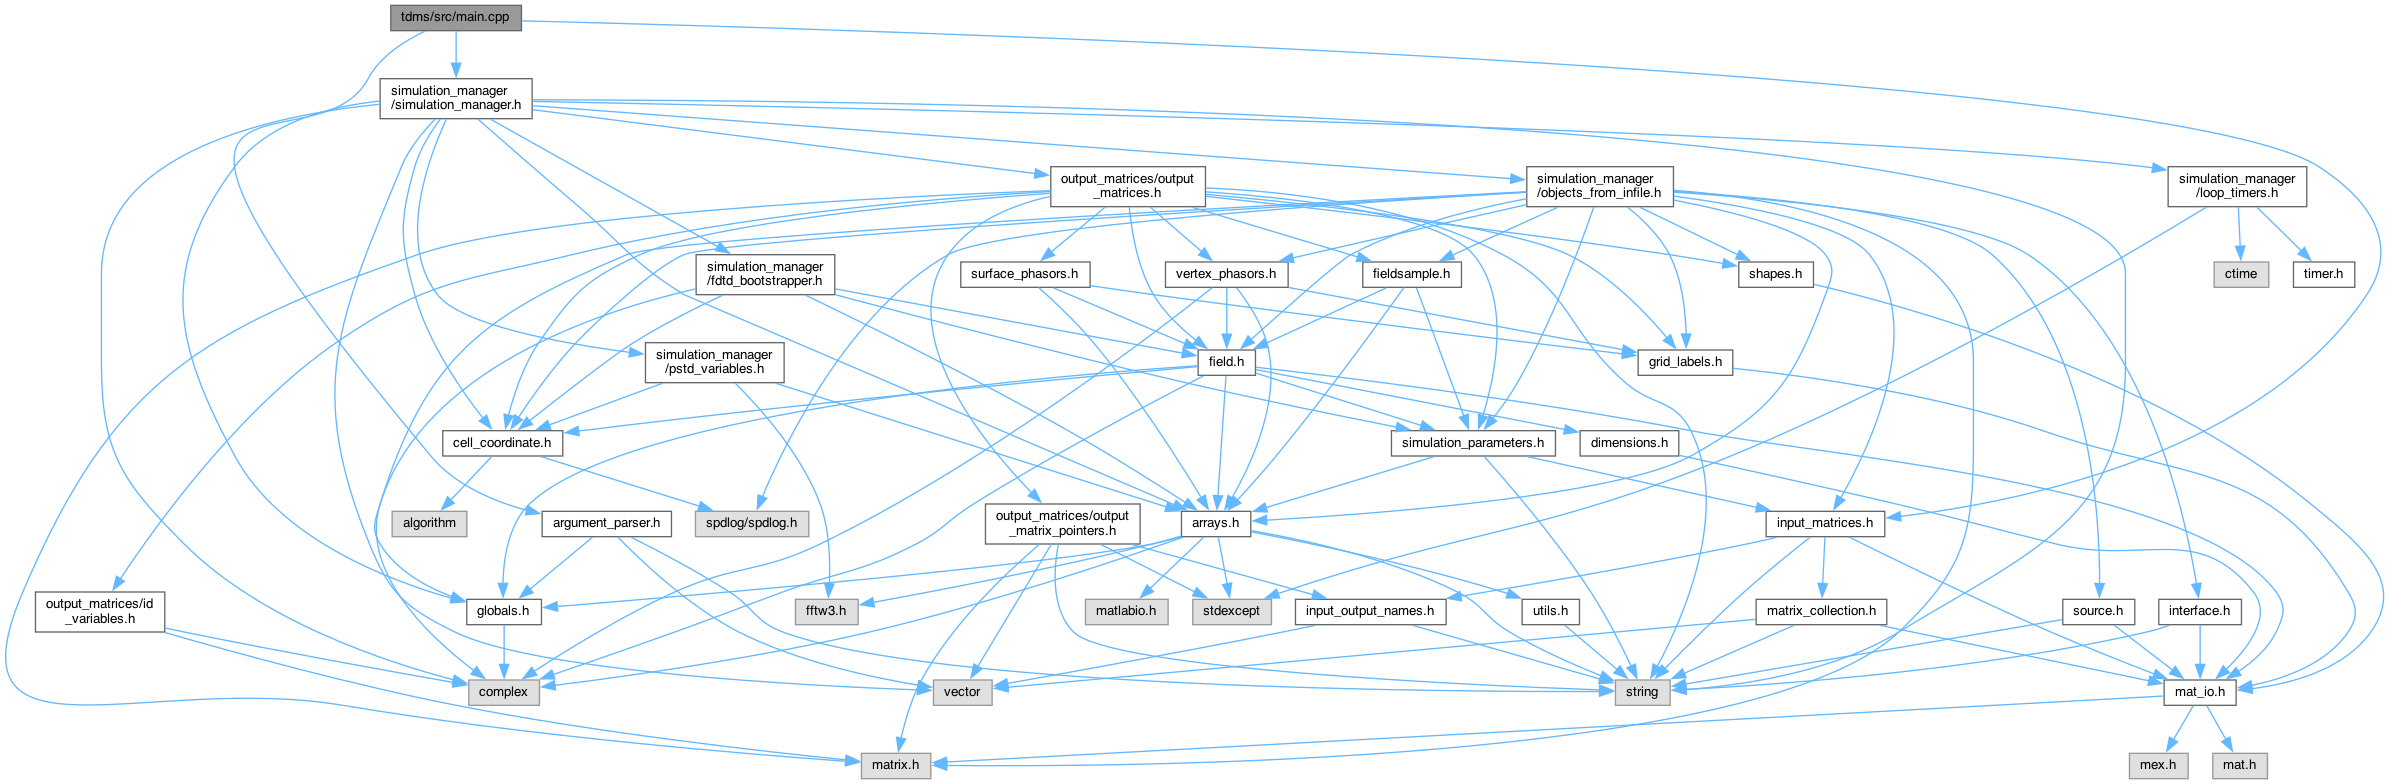 tdms/src/main.cpp
simulation_manager
/simulation_manager.h
output_matrices/output
_matrices.h
simulation_manager
/objects_from_infile.h
simulation_manager
/loop_timers.h
simulation_manager
/fdtd_bootstrapper.h
surface_phasors.h
vertex_phasors.h
fieldsample.h
shapes.h
ctime
timer.h
simulation_manager
/pstd_variables.h
field.h
grid_labels.h
cell_coordinate.h
simulation_parameters.h
dimensions.h
algorithm
argument_parser.h
spdlog/spdlog.h
output_matrices/output
_matrix_pointers.h
arrays.h
input_matrices.h
output_matrices/id
_variables.h
globals.h
fftw3.h
matlabio.h
stdexcept
input_output_names.h
utils.h
matrix_collection.h
source.h
interface.h
complex
vector
string
mat_io.h
matrix.h
mex.h
mat.h